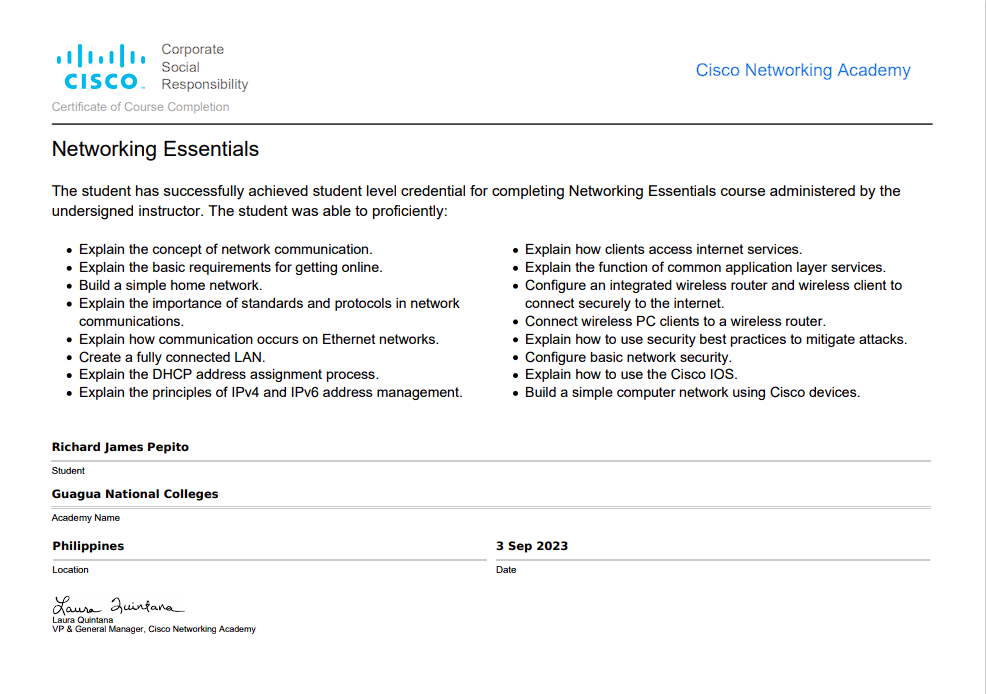 Corporate
Social
Responsibility
CISCO
Cisco Networking Academy
Certificate of Course Completion
Networking Essentials
The student has successfully achieved student level credential for completing Networking Essentials course administered by the
undersigned instructor. The student was able to proficiently:
• Explain the concept of network communication.
• Explain the basic requirements for getting online.
• Build a simple home network.
• Explain the importance of standards and protocols in network
communications.
• Explain how communication occurs on Ethernet networks.
• Create a fully connected LAN.
• Explain the DHCP address assignment process.
• Explain the principles of IPv4 and IPv6 address management.
• Explain how clients access internet services.
• Explain the function of common application layer services.
• Configure an integrated wireless router and wireless client to
connect securely to the internet.
• Connect wireless PC clients to a wireless router.
• Explain how to use security best practices to mitigate attacks.
• Configure basic network security.
• Explain how to use the Cisco IOS.
• Build a simple computer network using Cisco devices.
Richard James Pepito
Student
Guagua National Colleges
Academy Name
Philippines
Location
3 Sep 2023
Date
Laura Quintana
Laura Quintana
VP & General Manager, Cisco Networking Academy